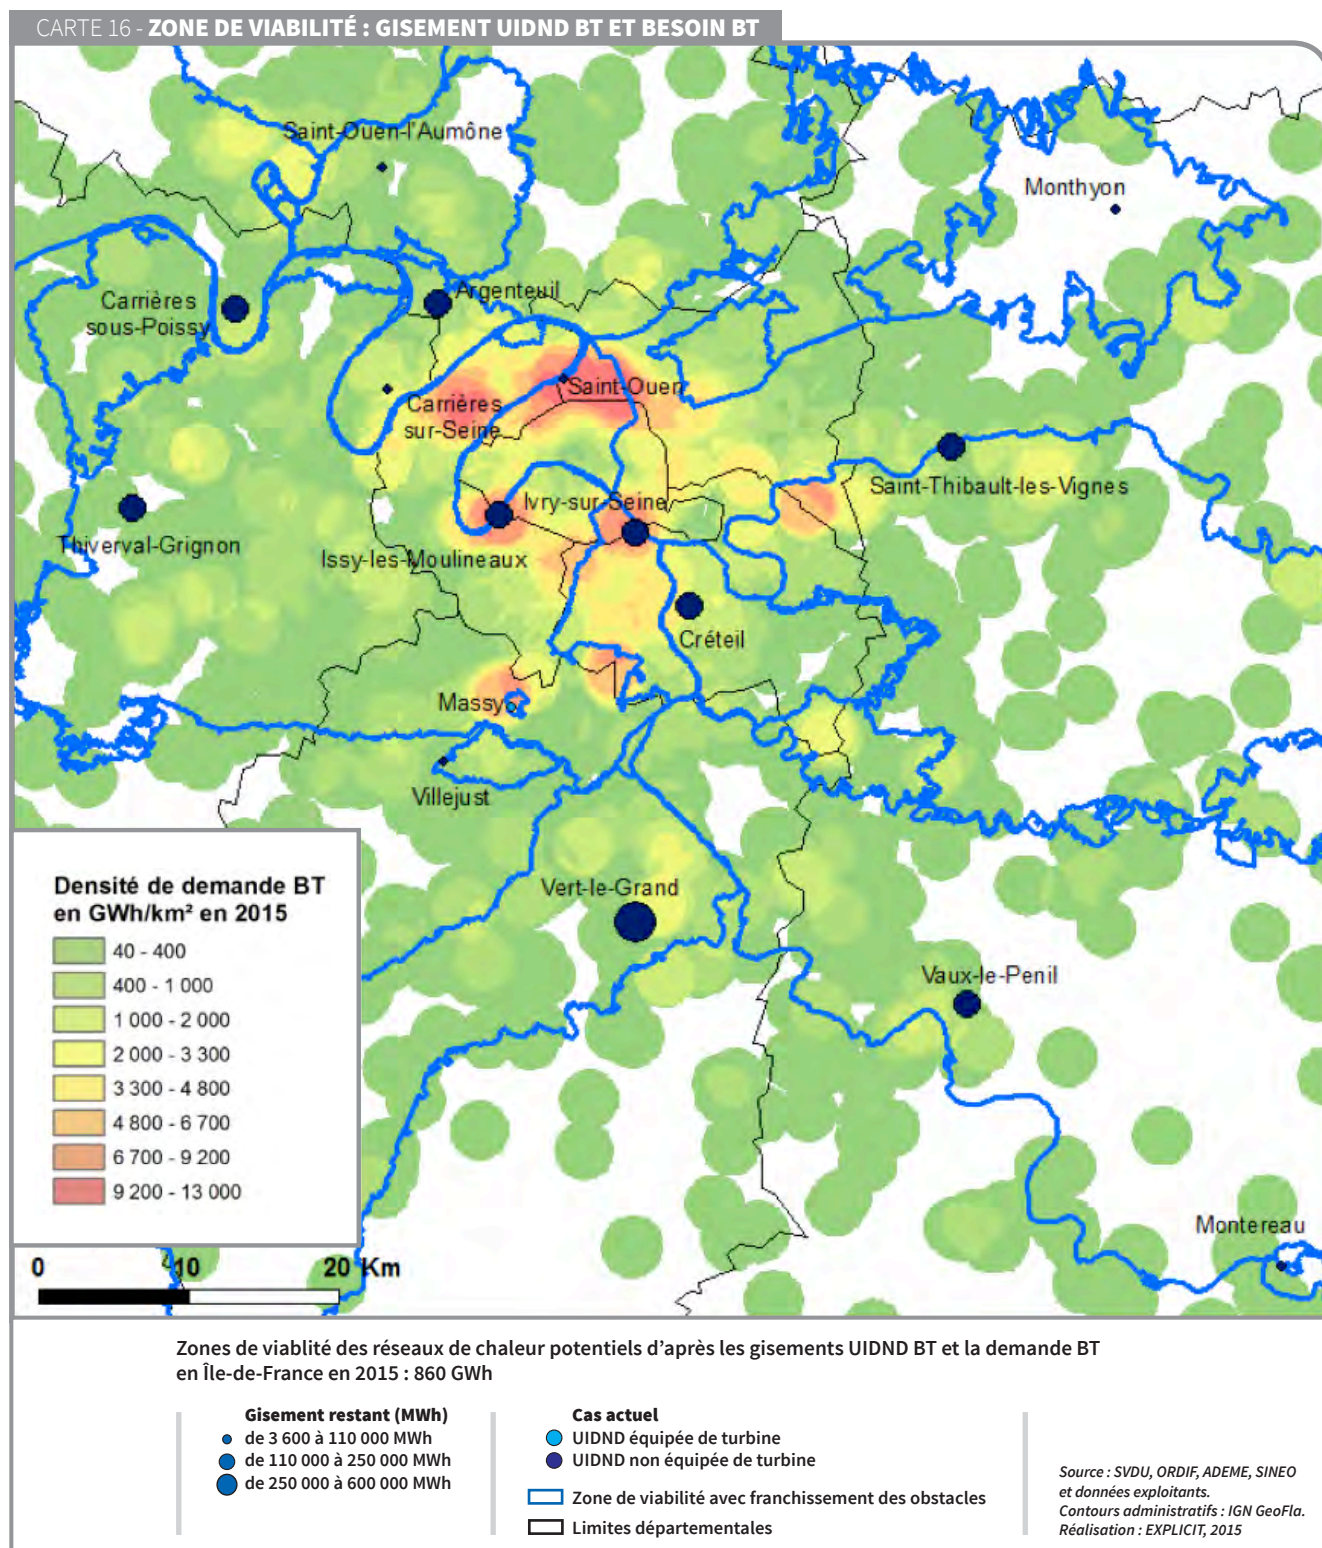 CARTE 16 - ZONE DE VIABILITÉ : GISEMENT UIDND BT ET BESOIN BT
Saint-Ouen-l'Aumône
Monthyon
Carrières
sous-Poissy
Argenteuil
Saint-Ouen
Carrières
sur-Seine
Saint-Thibault-les-Vignes
Ivry-sur-Seine
Thiverval-Grignon
Issy-les-Moulineaux
Créteil
Massy
Villejust
Vert-le-Grand
Vaux-le-Penil
Montereau
Densité de demande BT
en GWh/km² en 2015
40 - 400
400 - 1 000
1 000 - 2 000
2 000 - 3 300
3 300 - 4 800
4 800 - 6 700
6 700 - 9 200
9 200 - 13 000
0 10 20 Km
Zones de viablité des réseaux de chaleur potentiels d'après les gisements UIDND BT et la demande BT
en Île-de-France en 2015 : 860 GWh
Gisement restant (MWh)
de 3 600 à 110 000 MWh
de 110 000 à 250 000 MWh
de 250 000 à 600 000 MWh
Cas actuel
UIDND équipée de turbine
UIDND non équipée de turbine
Zone de viabilité avec franchissement des obstacles
Limites départementales
Source : SVDU, ORDIF, ADEME, SINEO
et données exploitants.
Contours administratifs : IGN GeoFla.
Réalisation : EXPLICIT, 2015